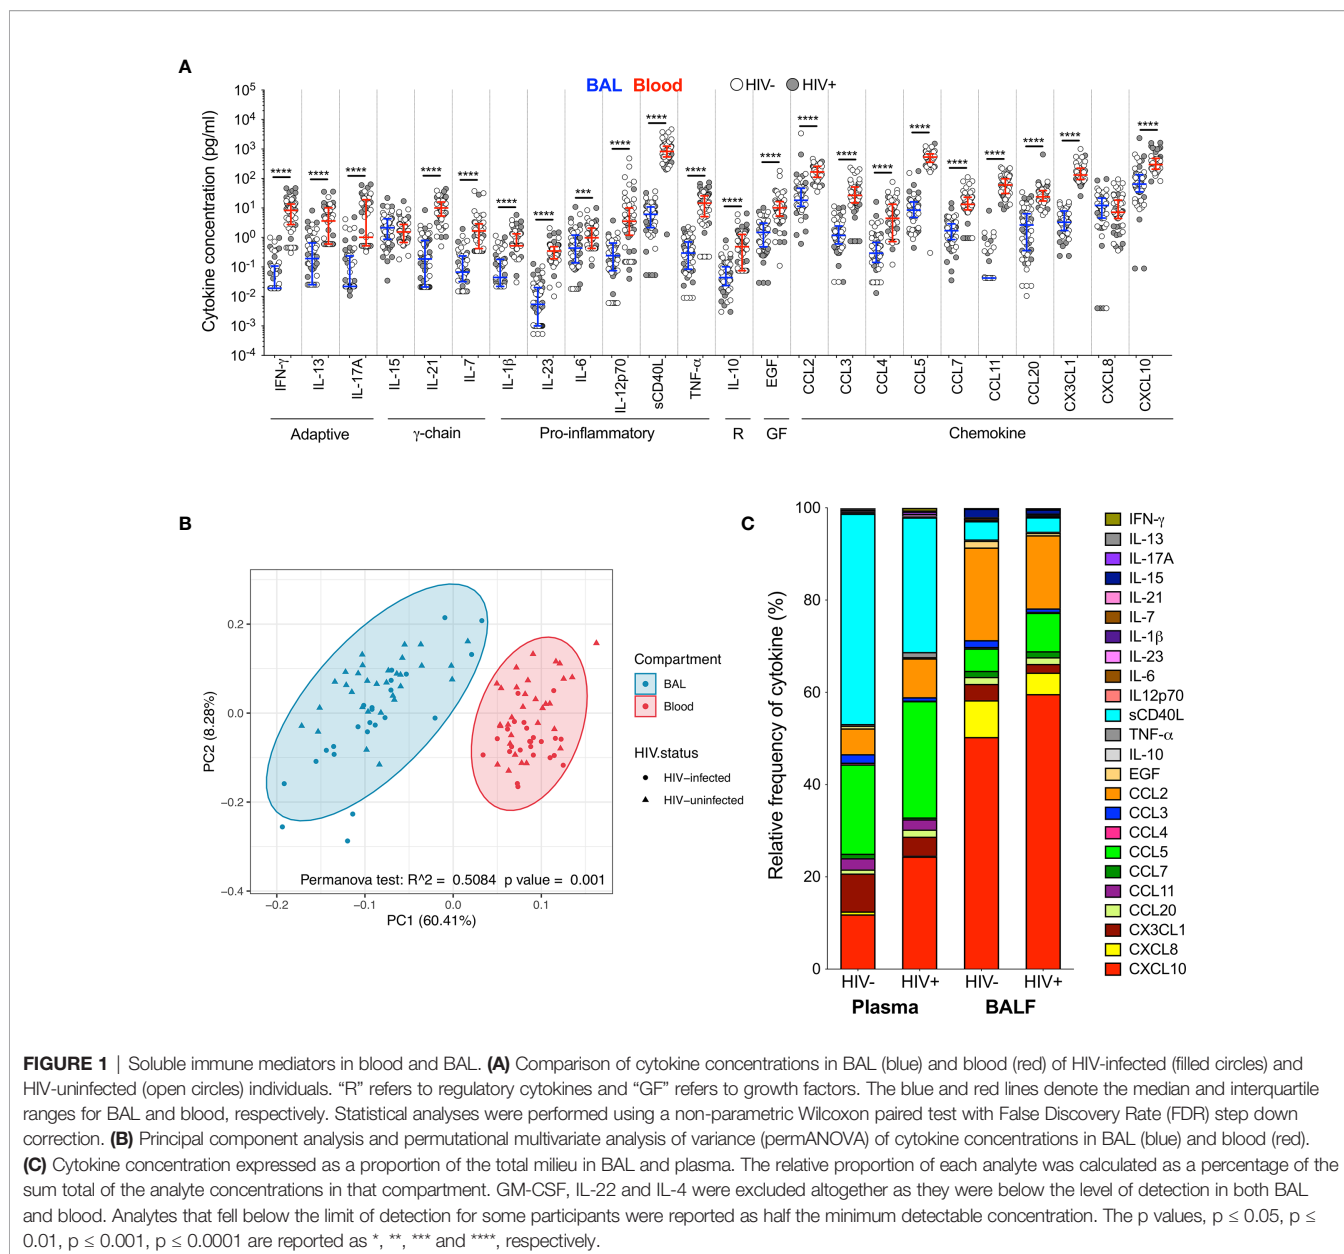 A
BAL Blood HIV- HIV+
Cytokine concentration (pg/ml)
10^5
10^4
10^3
10^2
10^1
10^0
10^-1
10^-2
10^-3
10^-4
**** **** **** **** **** **** **** *** **** **** **** **** **** **** **** **** **** **** **** **** **** ****
IFN-γ IL-13 IL-17A IL-15 IL-21 IL-7 IL-1β IL-23 IL-6 IL-12p70 sCD40L TNF-α IL-10 EGF CCL2 CCL3 CCL4 CCL5 CCL7 CCL11 CCL20 CX3CL1 CXCL8 CXCL10
Adaptive γ-chain Pro-inflammatory R GF Chemokine
B
PC2 (8.28%)
0.2
0.0
−0.2
−0.4
Permanova test: R^2 = 0.5084 p value = 0.001
−0.2 −0.1 0.0 0.1
PC1 (60.41%)
Compartment
BAL
Blood
HIV.status
HIV−infected
HIV−uninfected
C
Relative frequency of cytokine (%)
100
80
60
40
20
0
HIV- HIV+ HIV- HIV+
Plasma BALF
IFN-γ
IL-13
IL-17A
IL-15
IL-21
IL-7
IL-1β
IL-23
IL-6
IL12p70
sCD40L
TNF-α
IL-10
EGF
CCL2
CCL3
CCL4
CCL5
CCL7
CCL11
CCL20
CX3CL1
CXCL8
CXCL10
FIGURE 1 | Soluble immune mediators in blood and BAL. (A) Comparison of cytokine concentrations in BAL (blue) and blood (red) of HIV-infected (filled circles) and
HIV-uninfected (open circles) individuals. “R” refers to regulatory cytokines and “GF” refers to growth factors. The blue and red lines denote the median and interquartile
ranges for BAL and blood, respectively. Statistical analyses were performed using a non-parametric Wilcoxon paired test with False Discovery Rate (FDR) step down
correction. (B) Principal component analysis and permutational multivariate analysis of variance (permANOVA) of cytokine concentrations in BAL (blue) and blood (red).
(C) Cytokine concentration expressed as a proportion of the total milieu in BAL and plasma. The relative proportion of each analyte was calculated as a percentage of the
sum total of the analyte concentrations in that compartment. GM-CSF, IL-22 and IL-4 were excluded altogether as they were below the level of detection in both BAL
and blood. Analytes that fell below the limit of detection for some participants were reported as half the minimum detectable concentration. The p values, p ≤ 0.05, p ≤
0.01, p ≤ 0.001, p ≤ 0.0001 are reported as *, **, *** and ****, respectively.